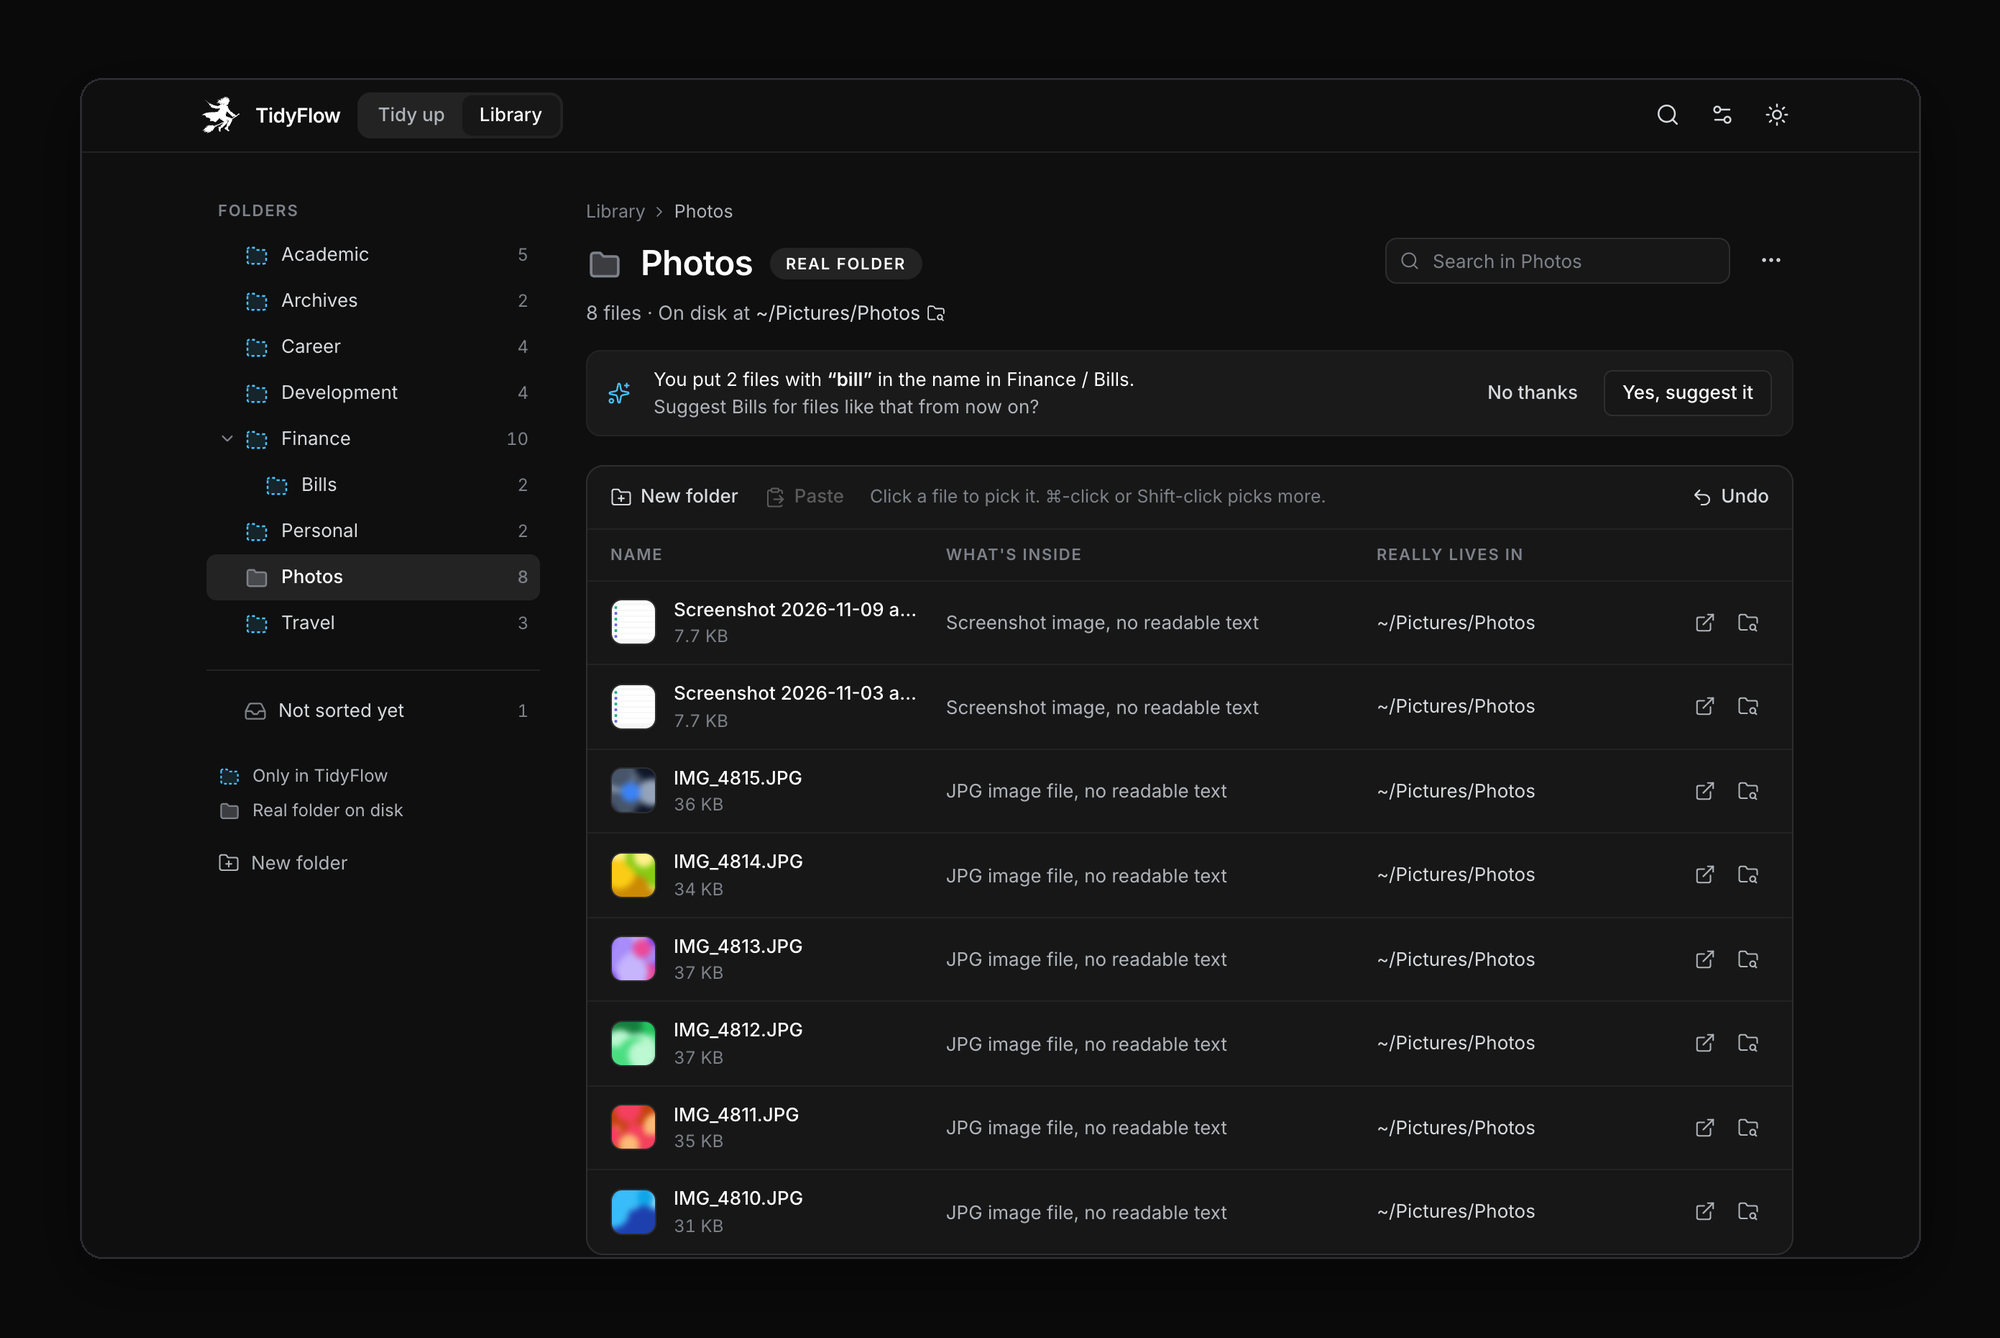 TidyFlow
Tidy up
Library
FOLDERS
Academic 5
Archives 2
Career 4
Development 4
Finance 10
Bills 2
Personal 2
Photos 8
Travel 3
Not sorted yet 1
Only in TidyFlow
Real folder on disk
New folder
Library > Photos
Photos REAL FOLDER
Search in Photos
8 files · On disk at ~/Pictures/Photos
You put 2 files with “bill” in the name in Finance / Bills.
Suggest Bills for files like that from now on?
No thanks
Yes, suggest it
New folder Paste Click a file to pick it. ⌘-click or Shift-click picks more. Undo
NAME WHAT'S INSIDE REALLY LIVES IN
Screenshot 2026-11-09 a...
7.7 KB
Screenshot image, no readable text
~/Pictures/Photos
Screenshot 2026-11-03 a...
7.7 KB
Screenshot image, no readable text
~/Pictures/Photos
IMG_4815.JPG
36 KB
JPG image file, no readable text
~/Pictures/Photos
IMG_4814.JPG
34 KB
JPG image file, no readable text
~/Pictures/Photos
IMG_4813.JPG
37 KB
JPG image file, no readable text
~/Pictures/Photos
IMG_4812.JPG
37 KB
JPG image file, no readable text
~/Pictures/Photos
IMG_4811.JPG
35 KB
JPG image file, no readable text
~/Pictures/Photos
IMG_4810.JPG
31 KB
JPG image file, no readable text
~/Pictures/Photos